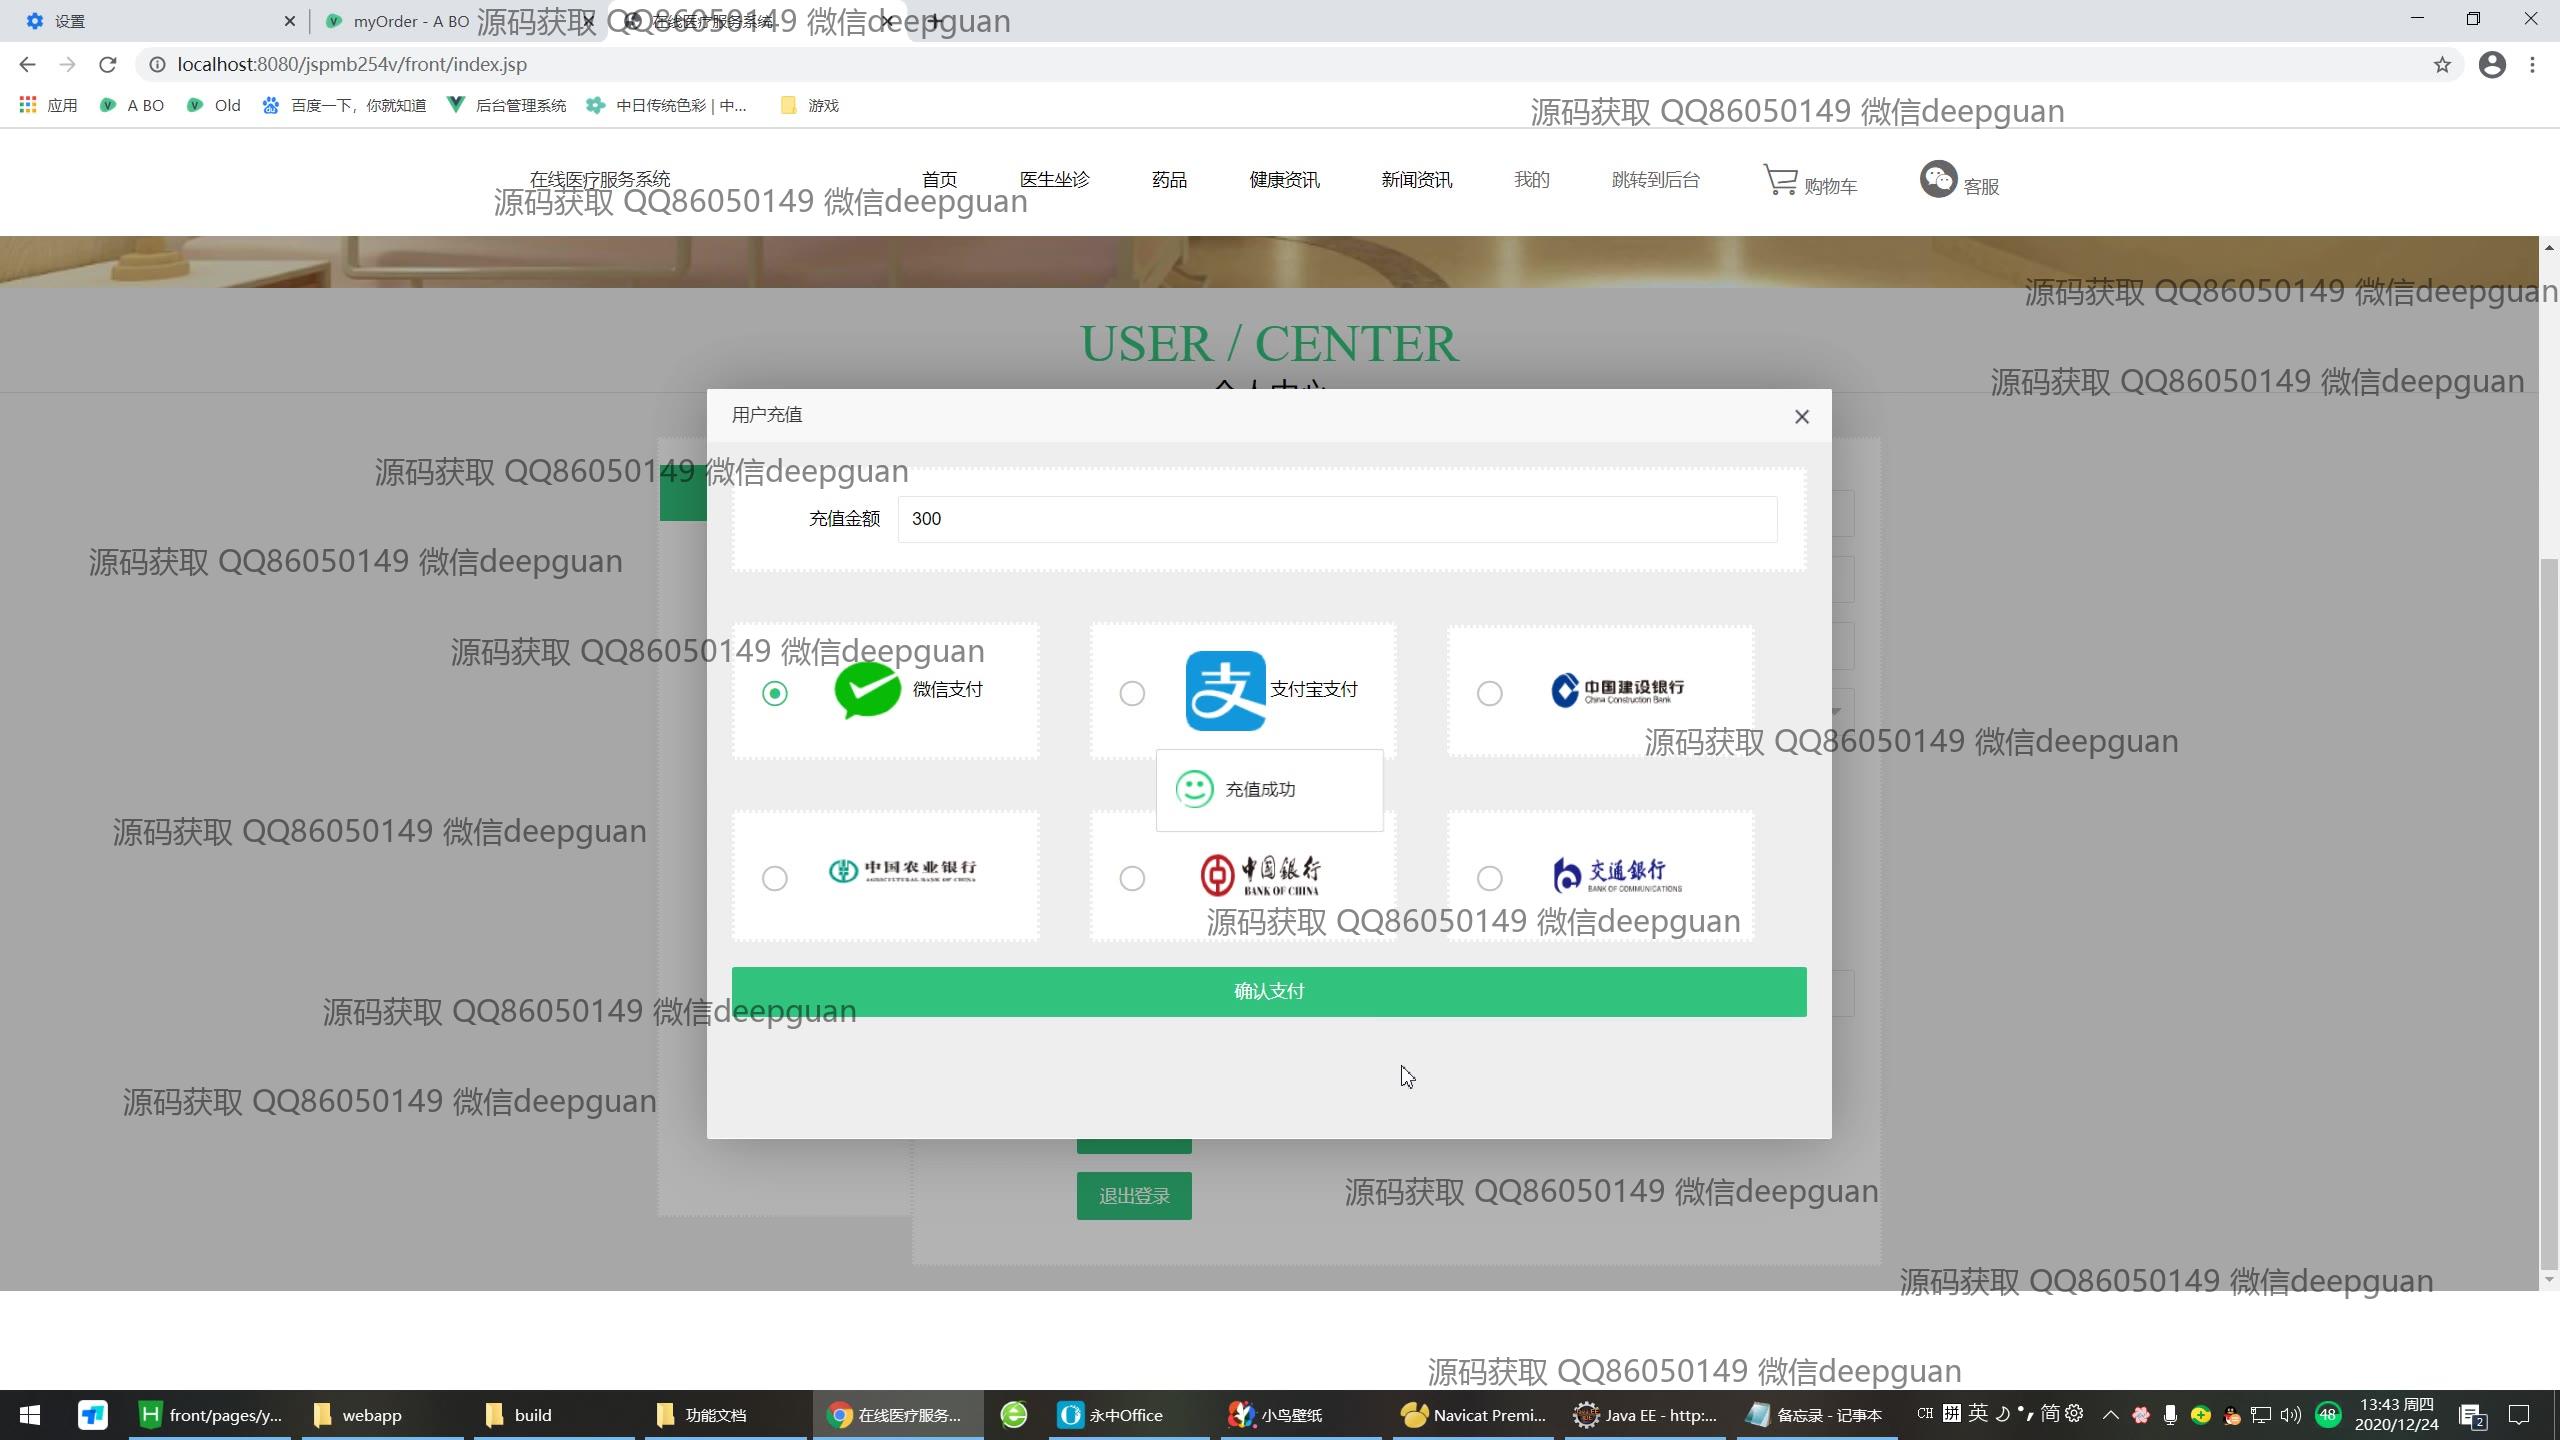 设置
myOrder - A BO
在线医疗服务系统
源码获取 QQ86050149 微信deepguan
localhost:8080/jspmb254v/front/index.jsp
应用 A BO Old 百度一下，你就知道 后台管理系统 中日传统色彩 | 中... 游戏
源码获取 QQ86050149 微信deepguan
在线医疗服务系统 首页 医生坐诊 药品 健康资讯 新闻资讯 我的 跳转到后台 购物车 客服
源码获取 QQ86050149 微信deepguan
源码获取 QQ86050149 微信deepguan
USER / CENTER
个人中心
源码获取 QQ86050149 微信deepguan
用户充值
源码获取 QQ86050149 微信deepguan
充值金额 300
源码获取 QQ86050149 微信deepguan
源码获取 QQ86050149 微信deepguan
微信支付 支付宝支付 中国建设银行
China Construction Bank
源码获取 QQ86050149 微信deepguan
充值成功
源码获取 QQ86050149 微信deepguan
中国农业银行 中国银行 交通银行
AGRICULTURAL BANK OF CHINA BANK OF CHINA BANK OF COMMUNICATIONS
源码获取 QQ86050149 微信deepguan
确认支付
源码获取 QQ86050149 微信deepguan
源码获取 QQ86050149 微信deepguan
退出登录
源码获取 QQ86050149 微信deepguan
源码获取 QQ86050149 微信deepguan
源码获取 QQ86050149 微信deepguan
front/pages/y... webapp build 功能文档 在线医疗服务... 永中Office 小鸟壁纸 Navicat Premi... Java EE - http:... 备忘录 - 记事本 CH 拼 英 简 48 13:43 周四
2020/12/24 2